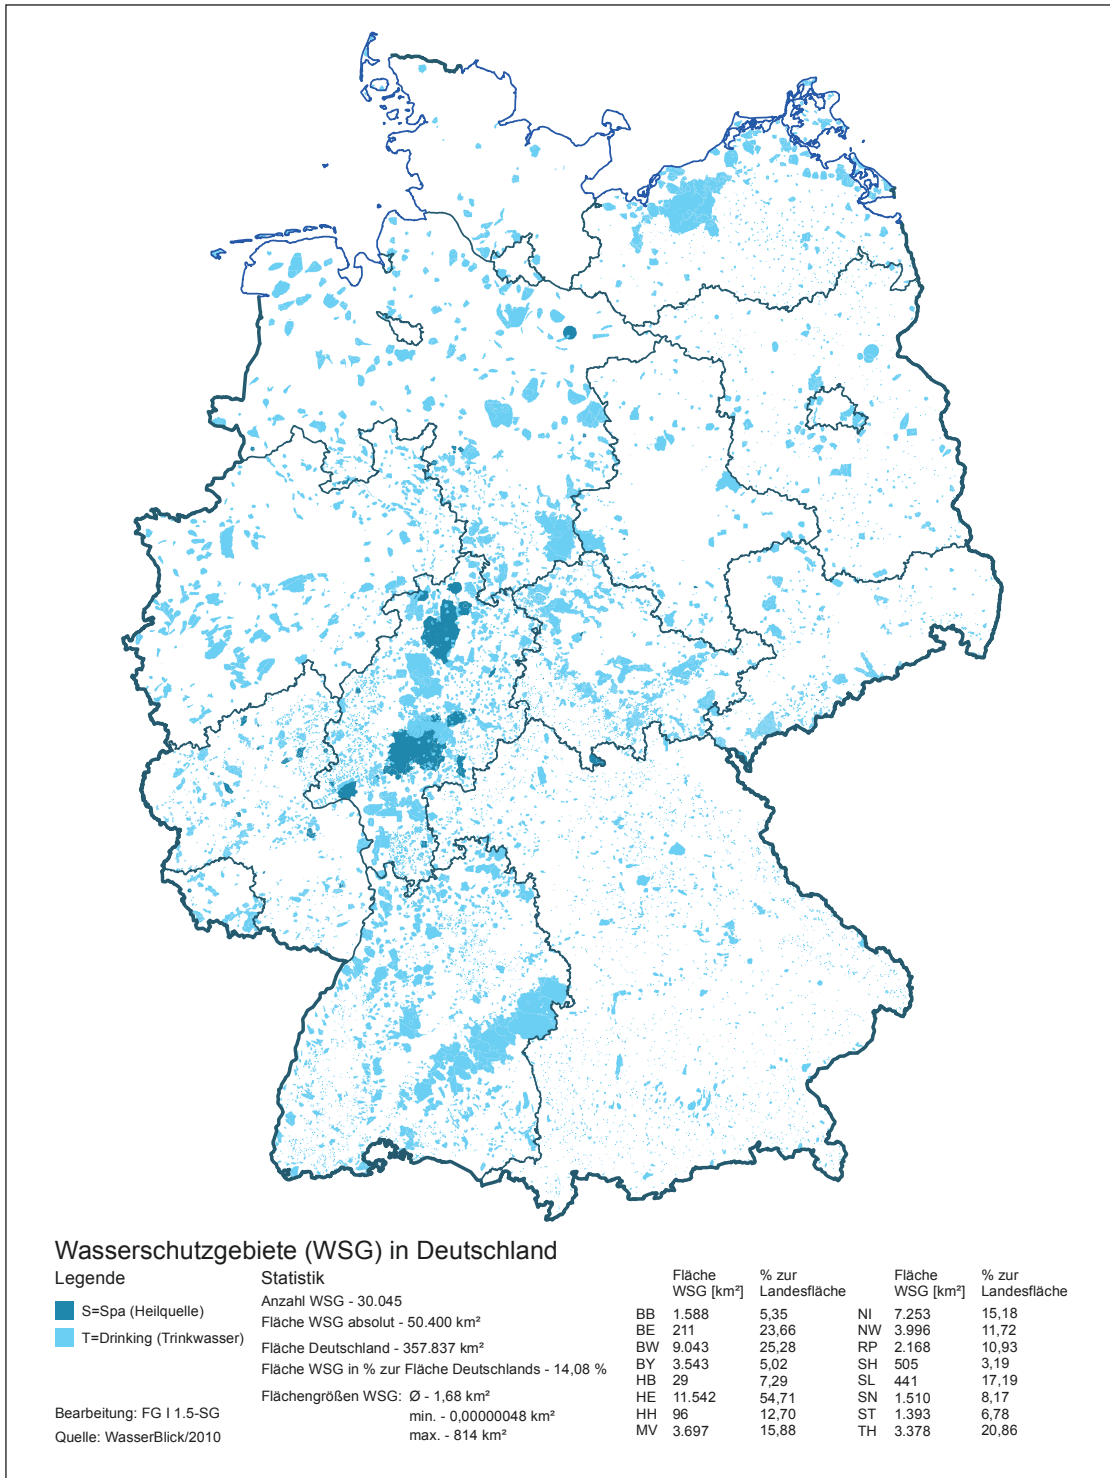 Wasserschutzgebiete (WSG) in Deutschland
Legende
S=Spa (Heilquelle)
T=Drinking (Trinkwasser)
Bearbeitung: FG I 1.5-SG
Quelle: WasserBlick/2010
Statistik
Anzahl WSG - 30.045
Fläche WSG absolut - 50.400 km²
Fläche Deutschland - 357.837 km²
Fläche WSG in % zur Fläche Deutschlands - 14,08 %
Flächengrößen WSG: Ø - 1,68 km²
min. - 0,00000048 km²
max. - 814 km²
Fläche % zur Fläche % zur
WSG [km²] Landesfläche WSG [km²] Landesfläche
BB 1.588 5,35 NI 7.253 15,18
BE 211 23,66 NW 3.996 11,72
BW 9.043 25,28 RP 2.168 10,93
BY 3.543 5,02 SH 505 3,19
HB 29 7,29 SL 441 17,19
HE 11.542 54,71 SN 1.510 8,17
HH 96 12,70 ST 1.393 6,78
MV 3.697 15,88 TH 3.378 20,86